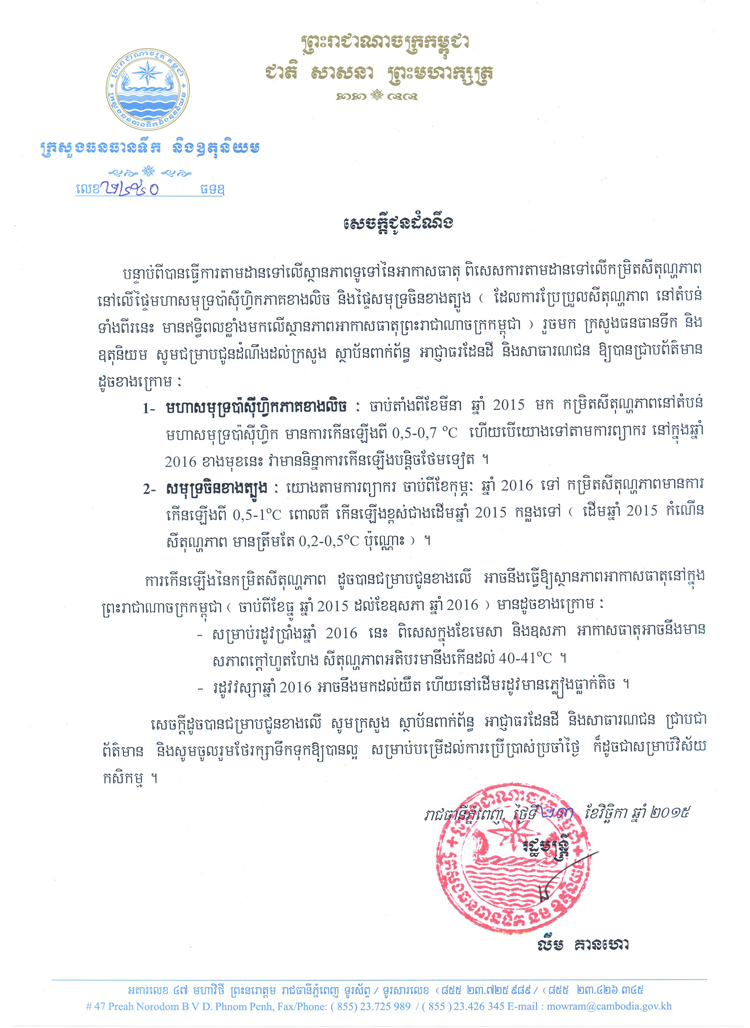 ព្រះរាជាណាចក្រកម្ពុជា
ជាតិ សាសនា ព្រះមហាក្សត្រ
ក្រសួងធនធានទឹក និងឧតុនិយម
លេខ ធទឧ
សេចក្តីជូនដំណឹង
បន្ទាប់ពីបានធ្វើការតាមដានទៅលើស្ថានភាពទូទៅនៃអាកាសធាតុ ពិសេសការតាមដានទៅលើកម្រិតសីតុណ្ហភាព
នៅលើផ្ទៃមហាសមុទ្រប៉ាស៊ីហ្វិកភាគខាងលិច និងផ្ទៃសមុទ្រចិនខាងត្បូង ( ដែលការប្រែប្រួលសីតុណ្ហភាព នៅតំបន់
ទាំងពីរនេះ មានឥទ្ធិពលខ្លាំងមកលើស្ថានភាពអាកាសធាតុព្រះរាជាណាចក្រកម្ពុជា ) រួចមក ក្រសួងធនធានទឹក និង
ឧតុនិយម សូមជម្រាបជូនដំណឹងដល់ក្រសួង ស្ថាប័នពាក់ព័ន្ធ អាជ្ញាធរដែនដី និងសាធារណជន ឱ្យបានជ្រាបព័ត៌មាន
ដូចខាងក្រោម :
1- មហាសមុទ្រប៉ាស៊ីហ្វិកភាគខាងលិច : ចាប់តាំងពីខែមីនា ឆ្នាំ 2015 មក កម្រិតសីតុណ្ហភាពនៅតំបន់
មហាសមុទ្រប៉ាស៊ីហ្វិក មានការកើនឡើងពី 0,5-0,7 °C ហើយបើយោងទៅតាមការព្យាករ នៅក្នុងឆ្នាំ
2016 ខាងមុខនេះ វាមាននិន្នាការកើនឡើងបន្តិចថែមទៀត ។
2- សមុទ្រចិនខាងត្បូង : យោងតាមការព្យាករ ចាប់ពីខែកុម្ភៈ ឆ្នាំ 2016 ទៅ កម្រិតសីតុណ្ហភាពមានការ
កើនឡើងពី 0,5-1°C ពោលគឺ កើនឡើងខ្ពស់ជាងដើមឆ្នាំ 2015 កន្លងទៅ ( ដើមឆ្នាំ 2015 កំណើន
សីតុណ្ហភាព មានត្រឹមតែ 0,2-0,5°C ប៉ុណ្ណោះ ) ។
ការកើនឡើងនៃកម្រិតសីតុណ្ហភាព ដូចបានជម្រាបជូនខាងលើ អាចនឹងធ្វើឱ្យស្ថានភាពអាកាសធាតុនៅក្នុង
ព្រះរាជាណាចក្រកម្ពុជា ( ចាប់ពីខែធ្នូ ឆ្នាំ 2015 ដល់ខែឧសភា ឆ្នាំ 2016 ) មានដូចខាងក្រោម :
- សម្រាប់រដូវប្រាំងឆ្នាំ 2016 នេះ ពិសេសក្នុងខែមេសា និងឧសភា អាកាសធាតុអាចនឹងមាន
សភាពក្តៅហួតហែង សីតុណ្ហភាពអតិបរមានឹងកើនដល់ 40-41°C ។
- រដូវវស្សាឆ្នាំ 2016 អាចនឹងមកដល់យឺត ហើយនៅដើមរដូវមានភ្លៀងធ្លាក់តិច ។
សេចក្តីដូចបានជម្រាបជូនខាងលើ សូមក្រសួង ស្ថាប័នពាក់ព័ន្ធ អាជ្ញាធរដែនដី និងសាធារណជន ជ្រាបជា
ព័ត៌មាន និងសូមចូលរួមថែរក្សាទឹកទុកឱ្យបានល្អ សម្រាប់បម្រើដល់ការប្រើប្រាស់ប្រចាំថ្ងៃ ក៏ដូចជាសម្រាប់វិស័យ
កសិកម្ម ។
រាជធានីភ្នំពេញ, ថ្ងៃទី ២៣ ខែវិច្ឆិកា ឆ្នាំ ២០១៥
រដ្ឋមន្ត្រី
លឹម គានហោ
អគារលេខ ៤៧ មហាវិថី ព្រះនរោត្តម រាជធានីភ្នំពេញ ទូរស័ព្ទ / ទូរសារលេខ (៨៥៥ ២៣.៧២៥ ៩៨៩/ (៨៥៥ ២៣.៤២៦ ៣៤៥
# 47 Preah Norodom B V D. Phnom Penh, Fax/Phone: ( 855) 23.725 989 / ( 855 ) 23.426 345 E-mail : mowram@cambodia.gov.kh